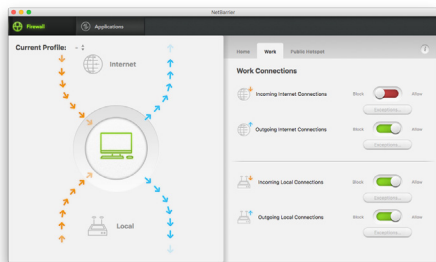 NetBarrier
Firewall
Applications
Current Profile:
Internet
Local
Home
Work
Public Hotspot
Work Connections
Incoming Internet Connections
Block
Allow
Exceptions...
Outgoing Internet Connections
Block
Allow
Exceptions...
Incoming Local Connections
Block
Allow
Exceptions...
Outgoing Local Connections
Block
Allow
Exceptions...